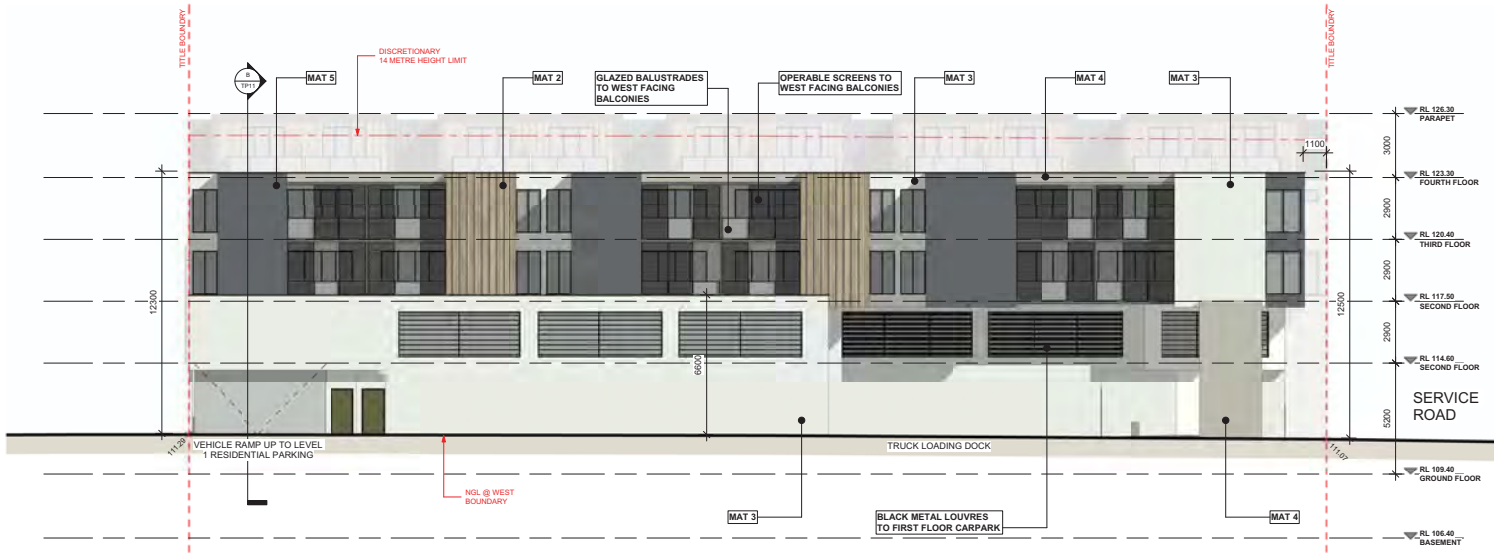 TITLE BOUNDRY
TITLE BOUNDRY
DISCRETIONARY
14 METRE HEIGHT LIMIT
B
TP11
MAT 5
MAT 2
GLAZED BALUSTRADES
TO WEST FACING
BALCONIES
OPERABLE SCREENS TO
WEST FACING BALCONIES
MAT 3
MAT 4
MAT 3
RL 126.30
PARAPET
1100
3000
RL 123.30
FOURTH FLOOR
2900
RL 120.40
THIRD FLOOR
2900
12300
12500
RL 117.50
SECOND FLOOR
2900
6600
RL 114.60
SECOND FLOOR
SERVICE
ROAD
5200
111.29
VEHICLE RAMP UP TO LEVEL
1 RESIDENTIAL PARKING
TRUCK LOADING DOCK
111.07
RL 109.40
GROUND FLOOR
NGL @ WEST
BOUNDARY
MAT 3
BLACK METAL LOUVRES
TO FIRST FLOOR CARPARK
MAT 4
RL 106.40
BASEMENT